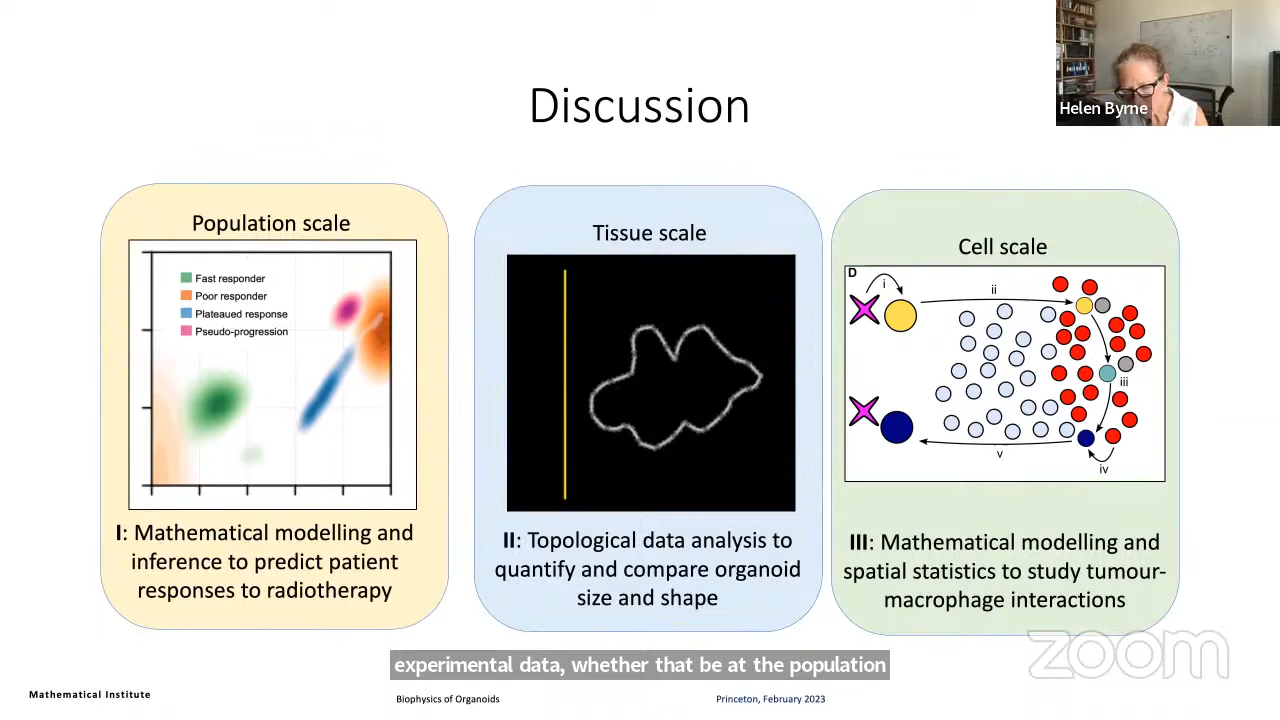 Discussion
Helen Byrne
Population scale
Fast responder
Poor responder
Plateaued response
Pseudo-progression
I: Mathematical modelling and
inference to predict patient
responses to radiotherapy
Tissue scale
II: Topological data analysis to
quantify and compare organoid
size and shape
Cell scale
D
i
ii
iii
iv
v
III: Mathematical modelling and
spatial statistics to study tumour-
macrophage interactions
experimental data, whether that be at the population
zoom
Mathematical Institute
Biophysics of Organoids
Princeton, February 2023